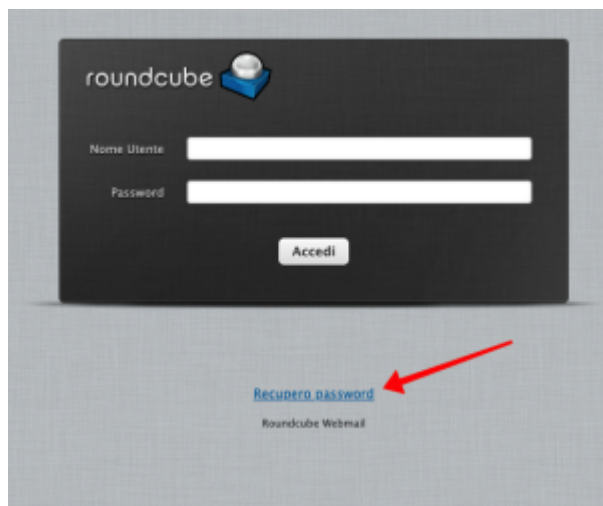 roundcube
Nome Utente
Password
Accedi
Recupero password
Roundcube Webmail